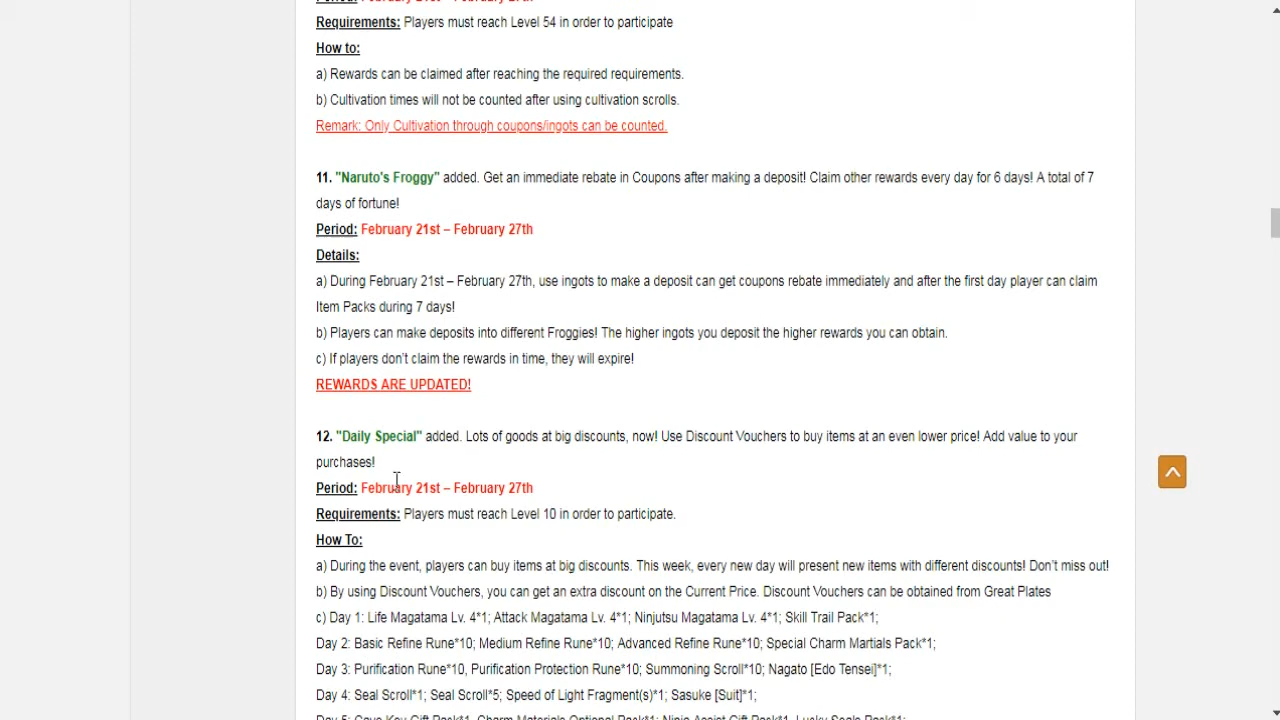 Requirements: Players must reach Level 54 in order to participate
How to:
a) Rewards can be claimed after reaching the required requirements.
b) Cultivation times will not be counted after using cultivation scrolls.
Remark: Only Cultivation through coupons/ingots can be counted.
11. "Naruto's Froggy" added. Get an immediate rebate in Coupons after making a deposit! Claim other rewards every day for 6 days! A total of 7
days of fortune!
Period: February 21st – February 27th
Details:
a) During February 21st – February 27th, use ingots to make a deposit can get coupons rebate immediately and after the first day player can claim
Item Packs during 7 days!
b) Players can make deposits into different Froggies! The higher ingots you deposit the higher rewards you can obtain.
c) If players don't claim the rewards in time, they will expire!
REWARDS ARE UPDATED!
12. "Daily Special" added. Lots of goods at big discounts, now! Use Discount Vouchers to buy items at an even lower price! Add value to your
purchases!
Period: February 21st – February 27th
Requirements: Players must reach Level 10 in order to participate.
How To:
a) During the event, players can buy items at big discounts. This week, every new day will present new items with different discounts! Don't miss out!
b) By using Discount Vouchers, you can get an extra discount on the Current Price. Discount Vouchers can be obtained from Great Plates
c) Day 1: Life Magatama Lv. 4*1; Attack Magatama Lv. 4*1; Ninjutsu Magatama Lv. 4*1; Skill Trail Pack*1;
Day 2: Basic Refine Rune*10; Medium Refine Rune*10; Advanced Refine Rune*10; Special Charm Martials Pack*1;
Day 3: Purification Rune*10, Purification Protection Rune*10; Summoning Scroll*10; Nagato [Edo Tensei]*1;
Day 4: Seal Scroll*1; Seal Scroll*5; Speed of Light Fragment(s)*1; Sasuke [Suit]*1;